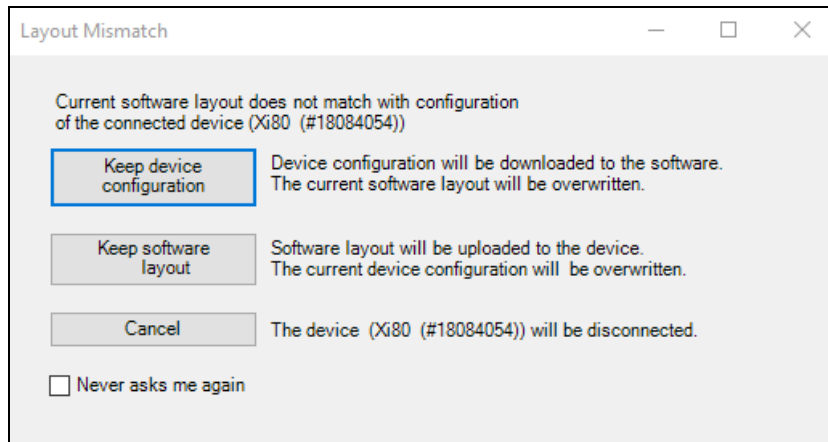 Layout Mismatch
Current software layout does not match with configuration
of the connected device (Xi80 (#18084054))
Keep device
configuration
Device configuration will be downloaded to the software.
The current software layout will be overwritten.
Keep software
layout
Software layout will be uploaded to the device.
The current device configuration will  be overwritten.
Cancel
The device  (Xi80  (#18084054)) will be disconnected.
Never asks me again